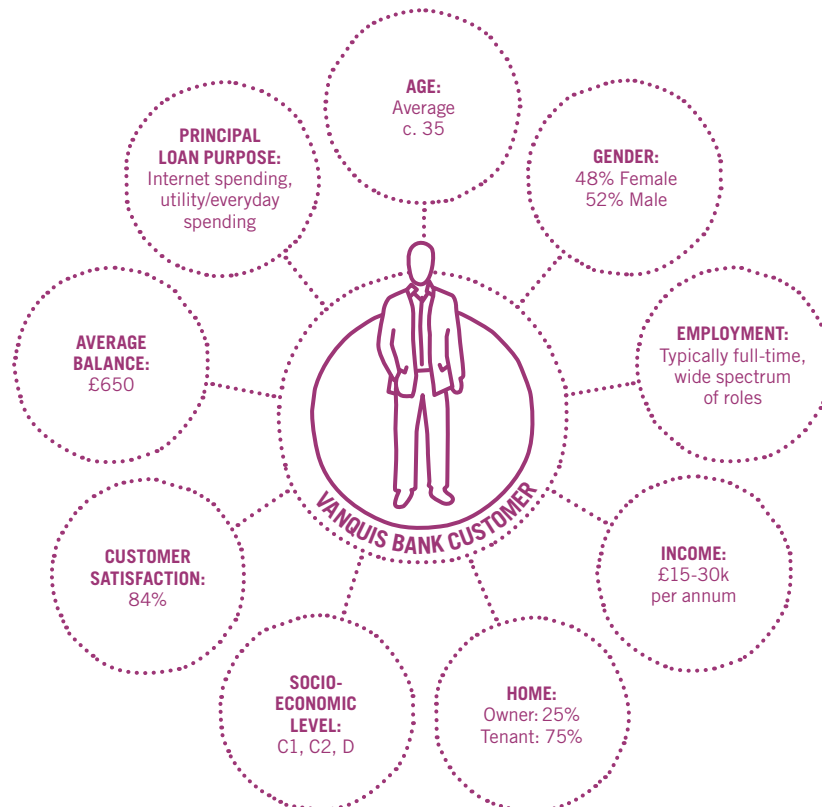 AGE:
Average
c. 35
GENDER:
48% Female
52% Male
EMPLOYMENT:
Typically full-time,
wide spectrum
of roles
INCOME:
£15-30k
per annum
HOME:
Owner: 25%
Tenant: 75%
SOCIO-
ECONOMIC
LEVEL:
C1, C2, D
CUSTOMER
SATISFACTION:
84%
AVERAGE
BALANCE:
£650
PRINCIPAL
LOAN PURPOSE:
Internet spending,
utility/everyday
spending
VANQUIS BANK CUSTOMER